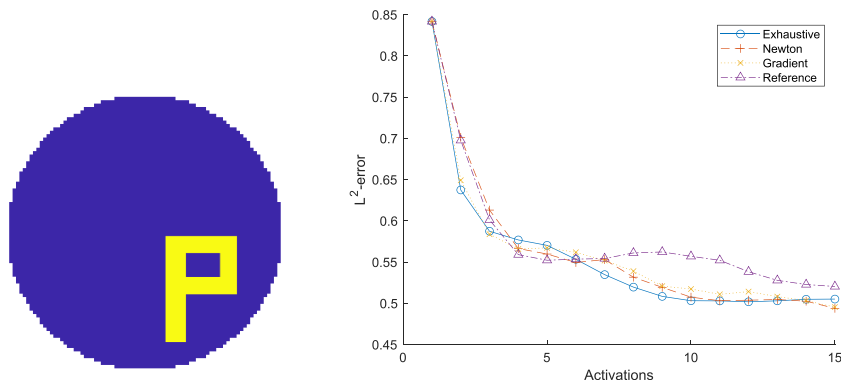 P
0.85
0.8
0.75
0.7
0.65
0.6
0.55
0.5
0.45
L²-error
0 5 10 15
Activations
Exhaustive
Newton
Gradient
Reference